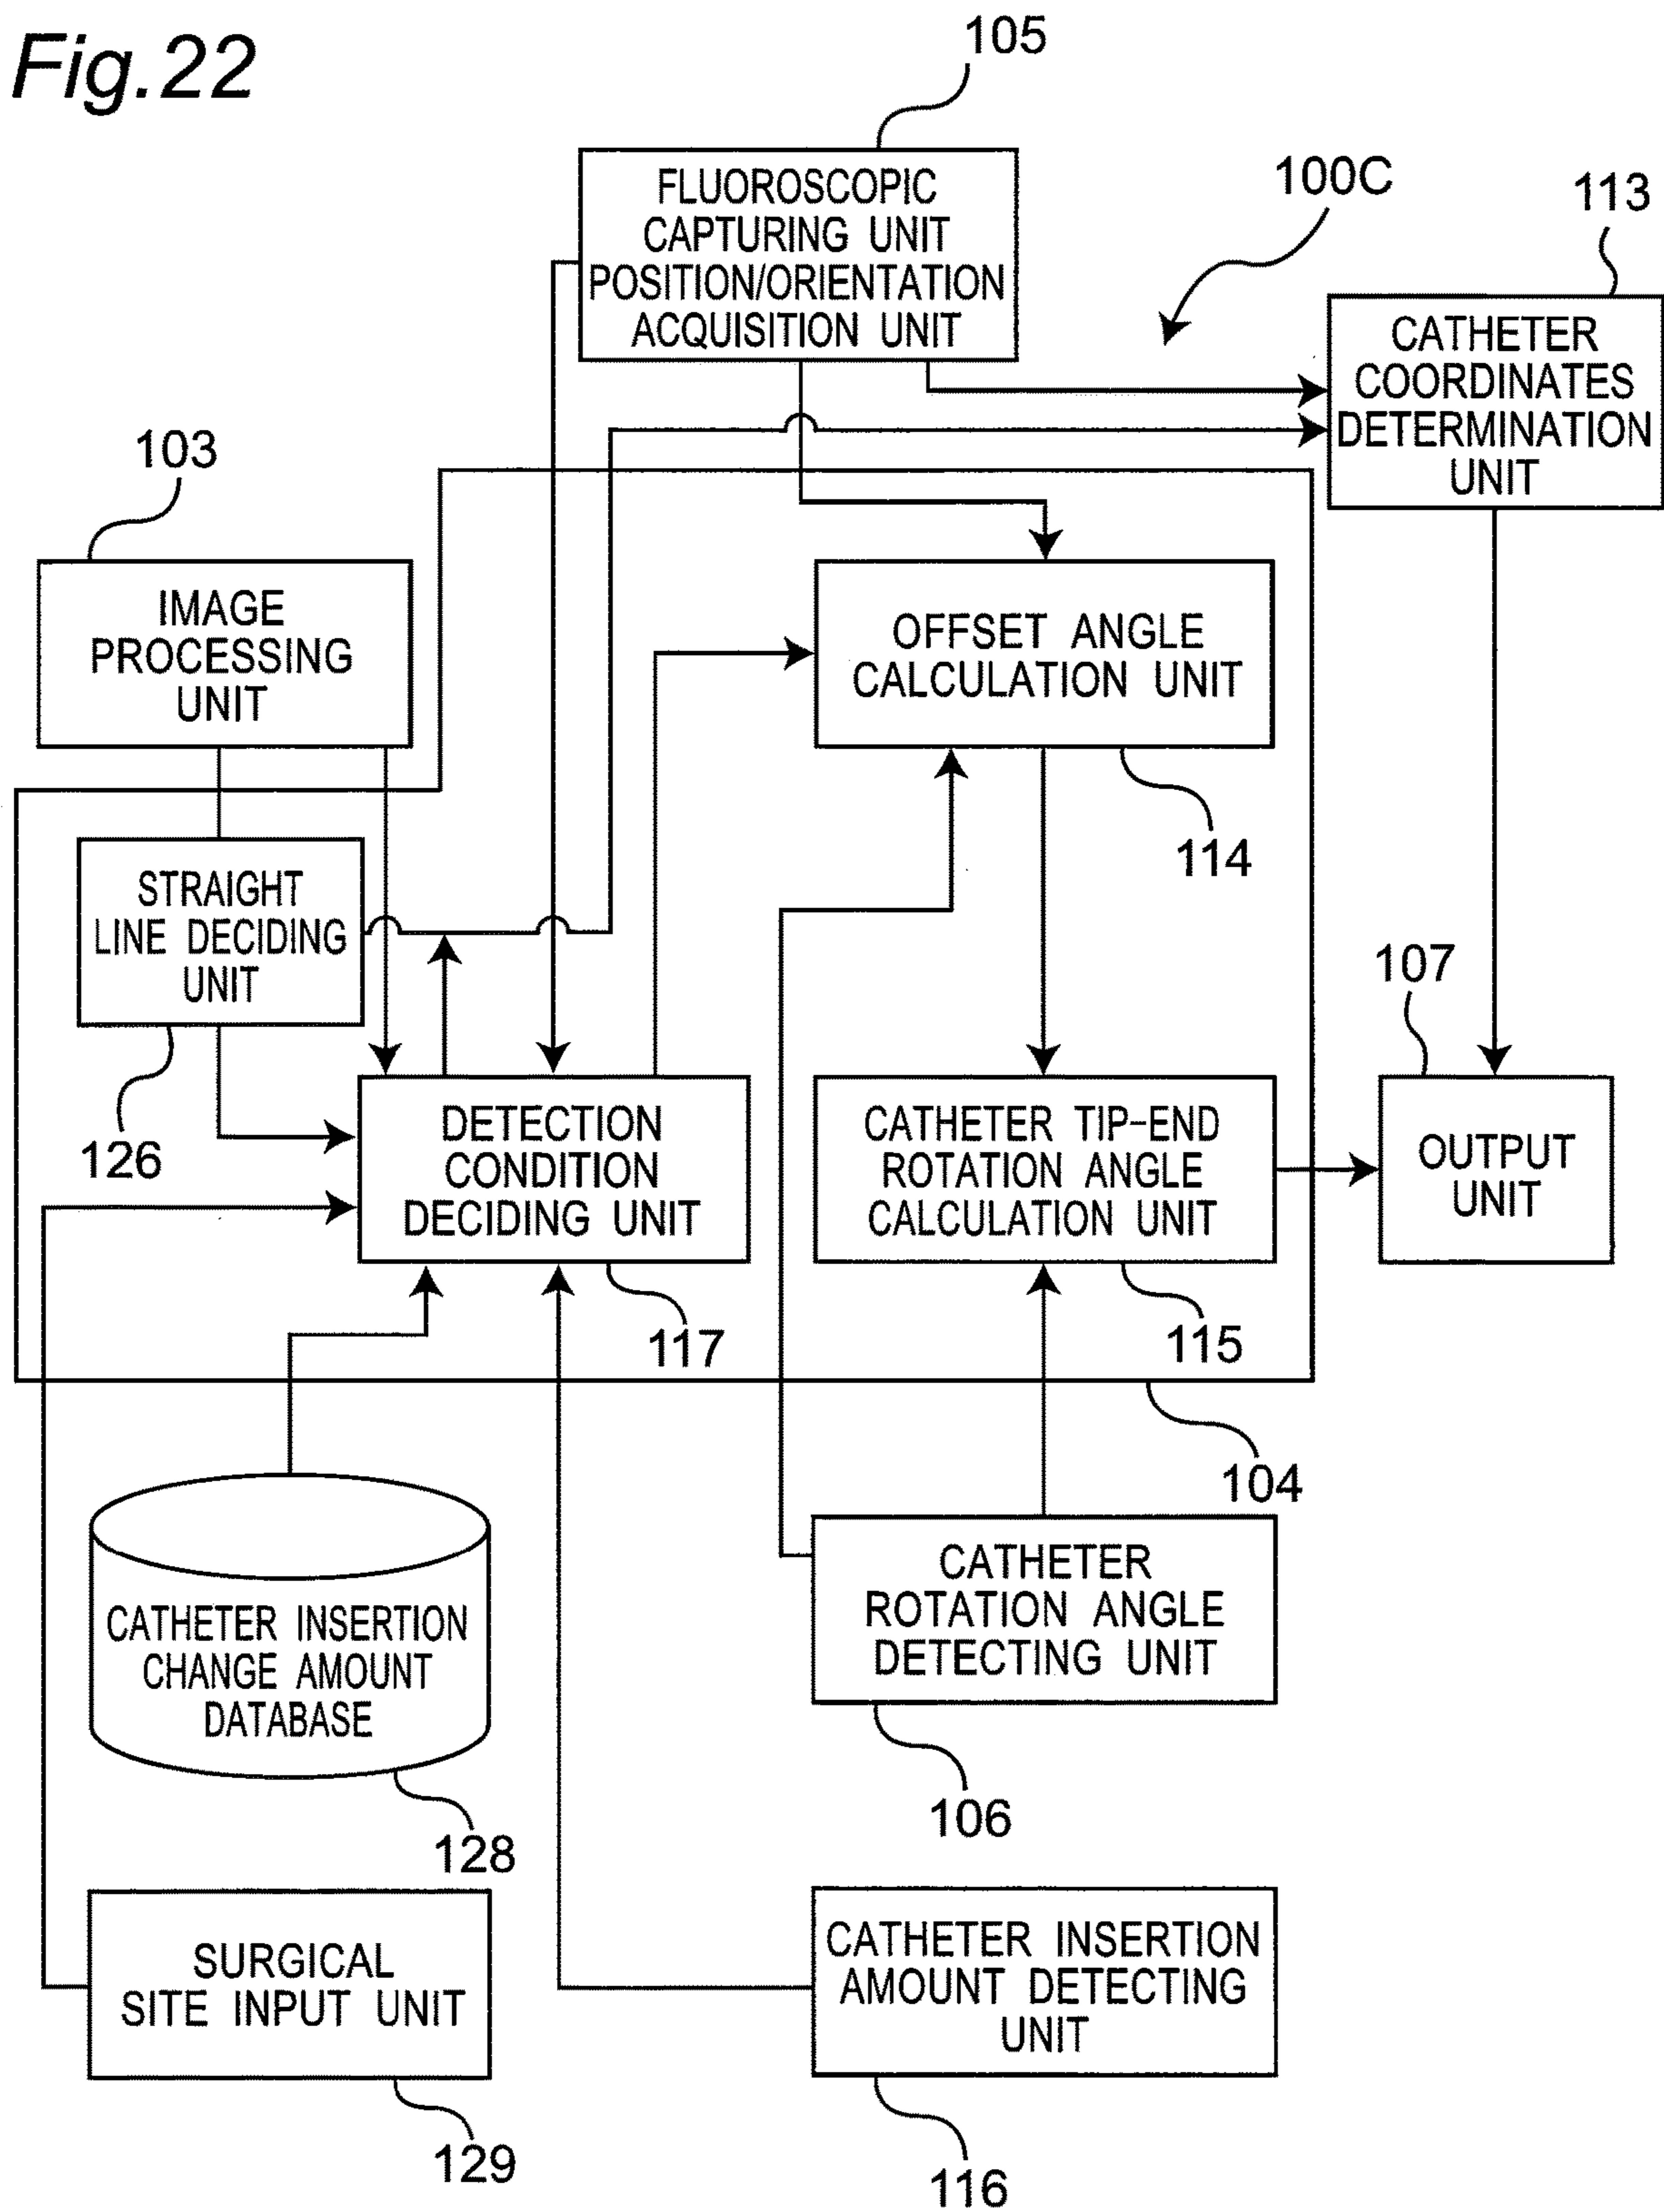 Fig.22
105
FLUOROSCOPIC
CAPTURING UNIT
POSITION/ORIENTATION
ACQUISITION UNIT
100C
113
CATHETER
COORDINATES
DETERMINATION
UNIT
103
IMAGE
PROCESSING
UNIT
OFFSET ANGLE
CALCULATION UNIT
114
STRAIGHT
LINE DECIDING
UNIT
126
107
DETECTION
CONDITION
DECIDING UNIT
117
CATHETER TIP-END
ROTATION ANGLE
CALCULATION UNIT
115
OUTPUT
UNIT
104
CATHETER INSERTION
CHANGE AMOUNT
DATABASE
128
CATHETER
ROTATION ANGLE
DETECTING UNIT
106
SURGICAL
SITE INPUT UNIT
129
CATHETER INSERTION
AMOUNT DETECTING
UNIT
116